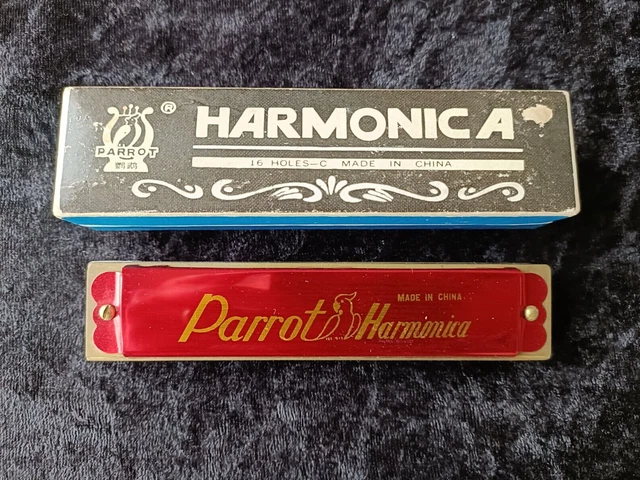 ®
HARMONICA
PARROT
16 HOLES—C MADE IN CHINA
MADE IN CHINA
Parrot Harmonica